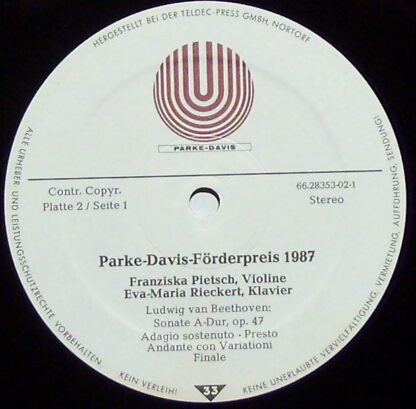 HERGESTELLT BEI DER TELDEC-PRESS GMBH, NORTORF
PARKE-DAVIS
Contr. Copyr.
Platte 2 / Seite 1
66.28353-02-1
Stereo
Parke-Davis-Förderpreis 1987
Franziska Pietsch, Violine
Eva-Maria Rieckert, Klavier
Ludwig van Beethoven:
Sonate A-Dur, op. 47
Adagio sostenuto - Presto
Andante con Variationi
Finale
33
ALLE URHEBER UND LEISTUNGSSCHUTZRECHTE VORBEHALTEN
KEIN VERLEIH!
KEINE UNERLAUBTE VERVIELFÄLTIGUNG, VERMIETUNG, AUFFÜHRUNG, SENDUNG!